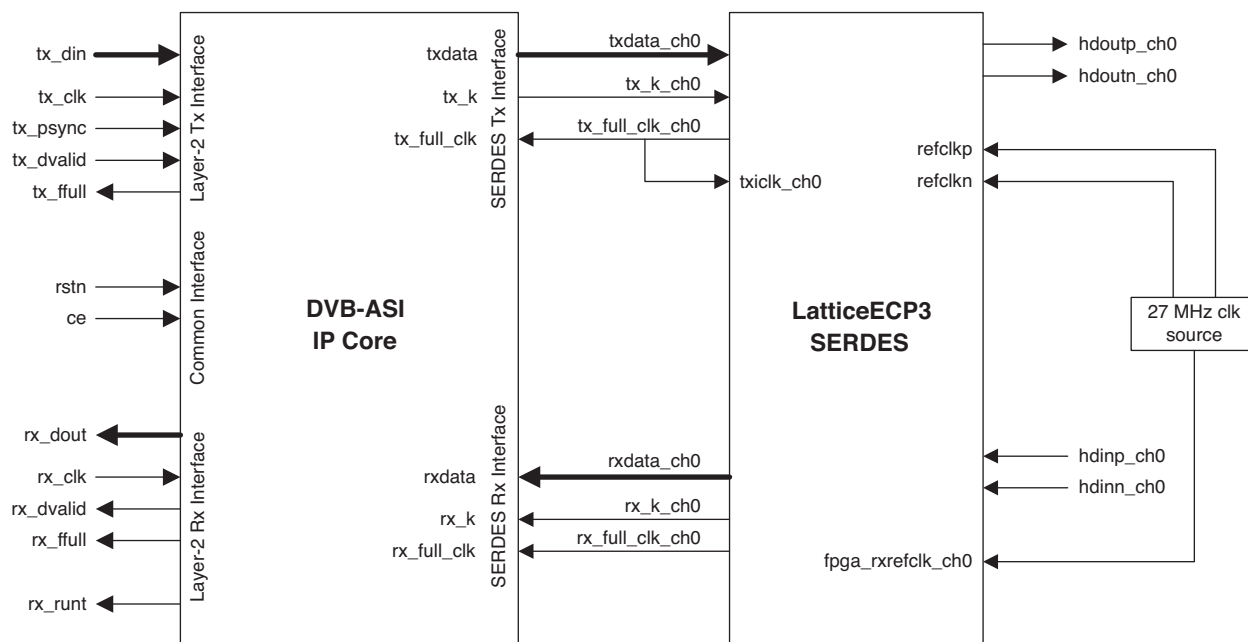 tx_din
tx_clk
tx_psync
tx_dvalid
tx_ffull
Layer-2 Tx Interface
rstn
ce
Common Interface
rx_dout
rx_clk
rx_dvalid
rx_ffull
rx_runt
Layer-2 Rx Interface
DVB-ASI
IP Core
txdata
tx_k
tx_full_clk
SERDES Tx Interface
rxdata
rx_k
rx_full_clk
SERDES Rx Interface
txdata_ch0
tx_k_ch0
tx_full_clk_ch0
txiclk_ch0
rxdata_ch0
rx_k_ch0
rx_full_clk_ch0
LatticeECP3
SERDES
refclkp
refclkn
fpga_rxrefclk_ch0
hdoutp_ch0
hdoutn_ch0
27 MHz clk
source
hdinp_ch0
hdinn_ch0